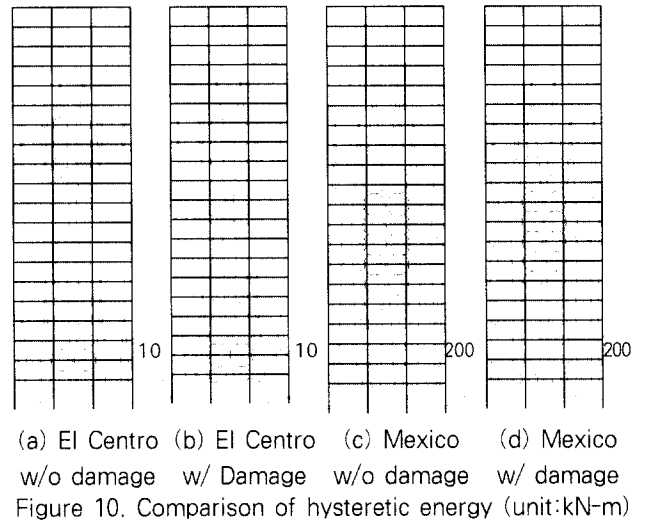 10 10 200 200
(a) El Centro (b) El Centro (c) Mexico (d) Mexico
w/o damage w/ Damage w/o damage w/ damage
Figure 10. Comparison of hysteretic energy (unit:kN-m)